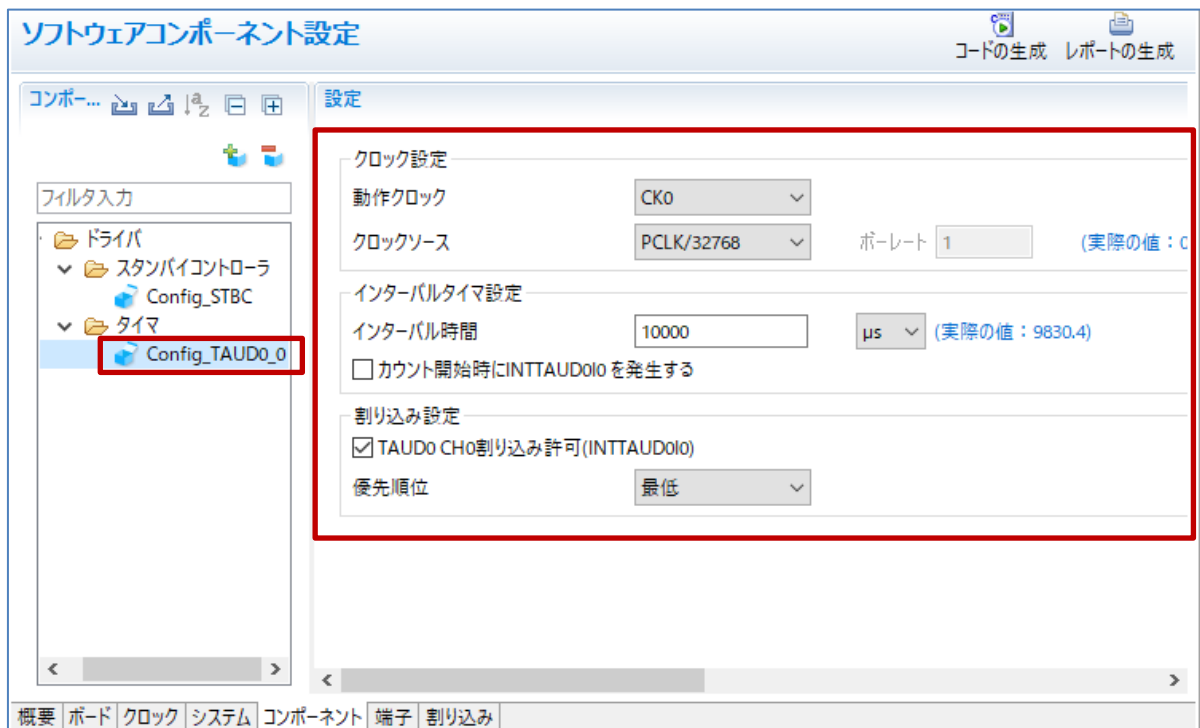 ソフトウェアコンポーネント設定
コードの生成 レポートの生成
コンポー...
設定
フィルタ入力
ドライバ
スタンバイコントローラ
Config_STBC
タイマ
Config_TAUD0_0
クロック設定
動作クロック CK0
クロックソース PCLK/32768 ボーレート 1 (実際の値：0
インターバルタイマ設定
インターバル時間 10000 µs (実際の値：9830.4)
カウント開始時にINTTAUD0I0 を発生する
割り込み設定
TAUD0 CH0割り込み許可(INTTAUD0I0)
優先順位 最低
概要 ボード クロック システム コンポーネント 端子 割り込み